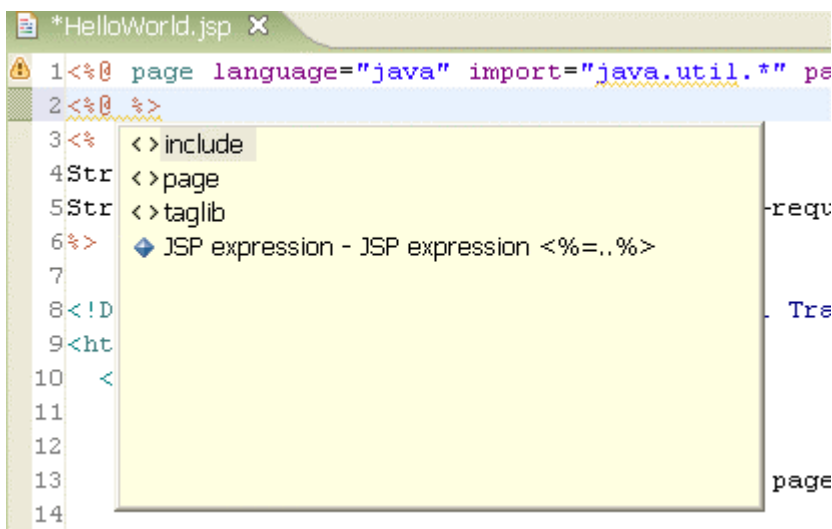 *HelloWorld.jsp
1<%@ page language="java" import="java.util.*" pa
2<%@ %>
3<%
<>include
4Str
<>page
5Str
<>taglib
-requ
6%>
JSP expression - JSP expression <%=..%>
7
8<!D
. Tra
9<ht
10 <
11
12
13
page
14